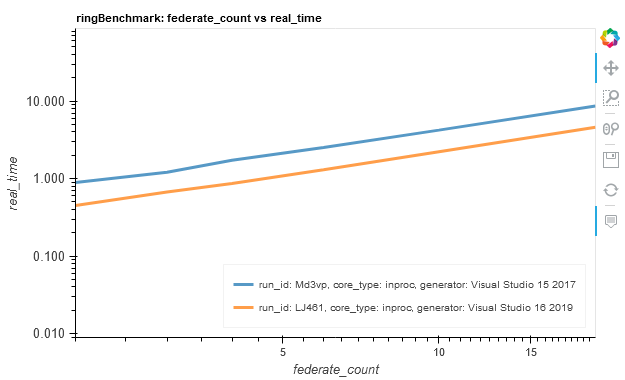 ringBenchmark: federate_count vs real_time
real_time
10.000
1.000
0.100
0.010
run_id: Md3vp, core_type: inproc, generator: Visual Studio 15 2017
run_id: LJ461, core_type: inproc, generator: Visual Studio 16 2019
5
10
15
federate_count